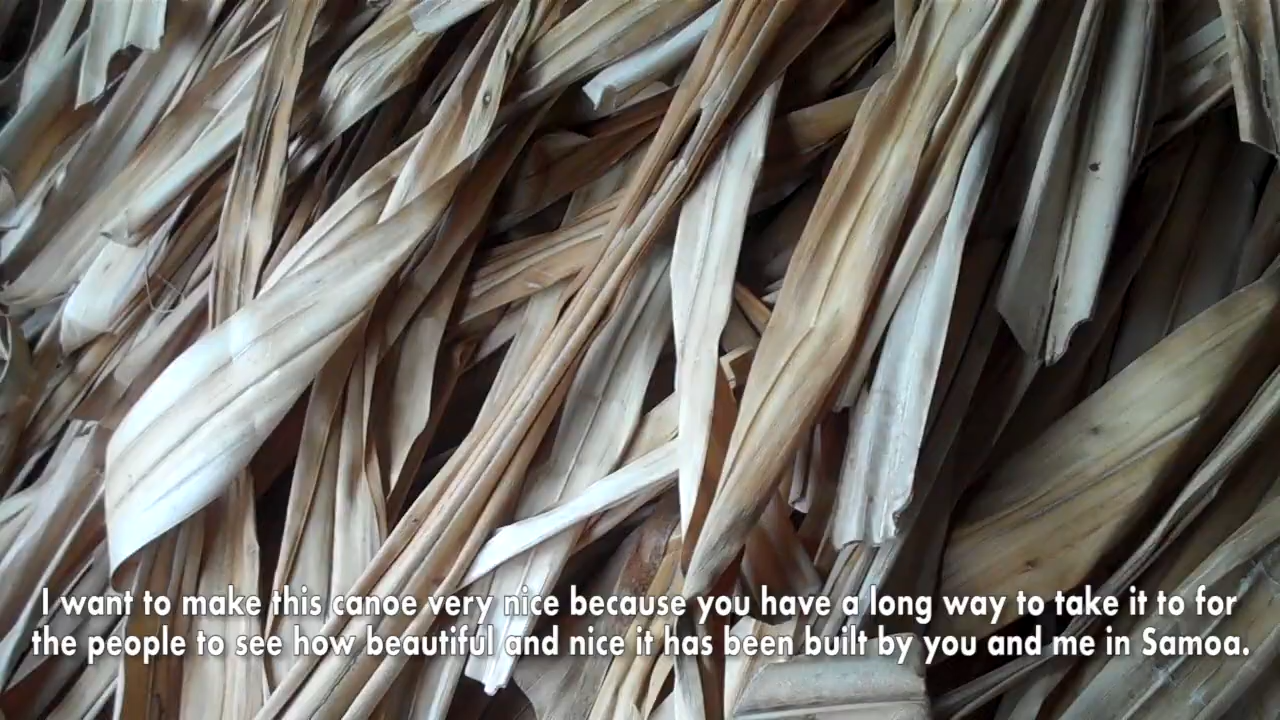 I want to make this canoe very nice because you have a long way to take it to for
the people to see how beautiful and nice it has been built by you and me in Samoa.